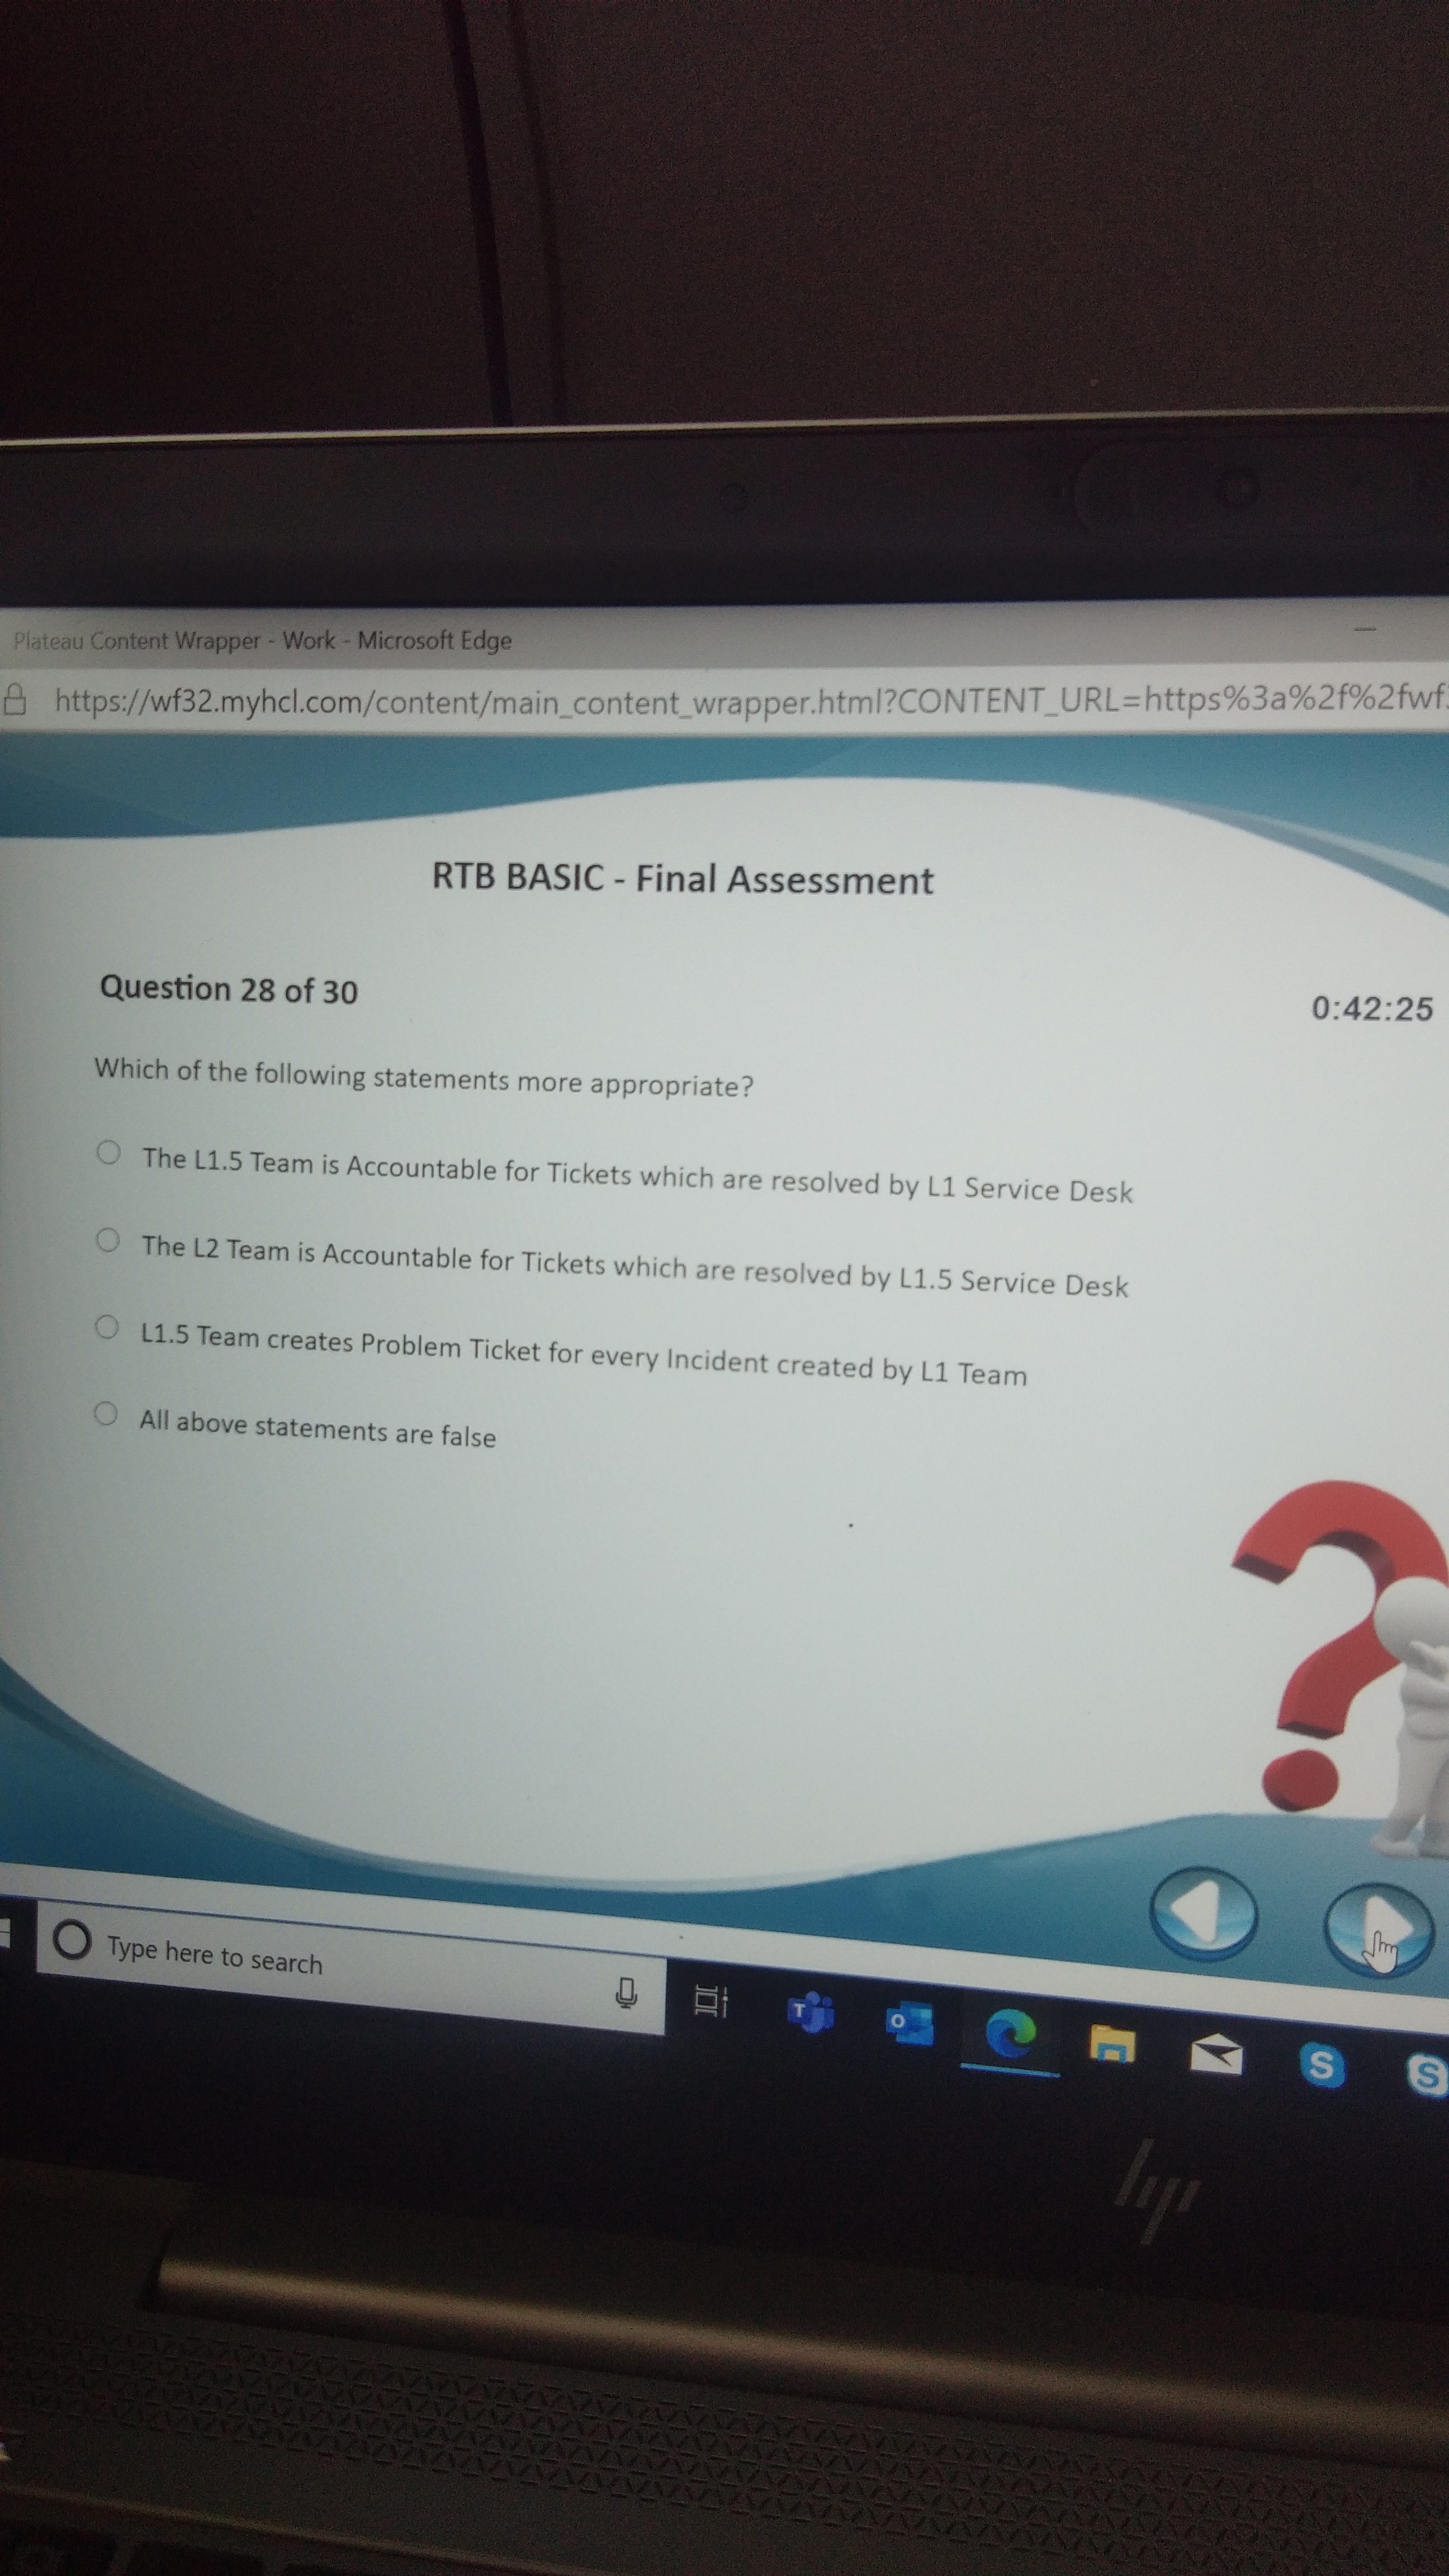 Plateau Content Wrapper - Work - Microsoft Edge
https://wf32.myhcl.com/content/main_content_wrapper.html?CONTENT_URL=https%3a%2f%2fwf3
RTB BASIC - Final Assessment
Question 28 of 30
0:42:25
Which of the following statements more appropriate?
The L1.5 Team is Accountable for Tickets which are resolved by L1 Service Desk
The L2 Team is Accountable for Tickets which are resolved by L1.5 Service Desk
L1.5 Team creates Problem Ticket for every Incident created by L1 Team
All above statements are false
Type here to search
hp